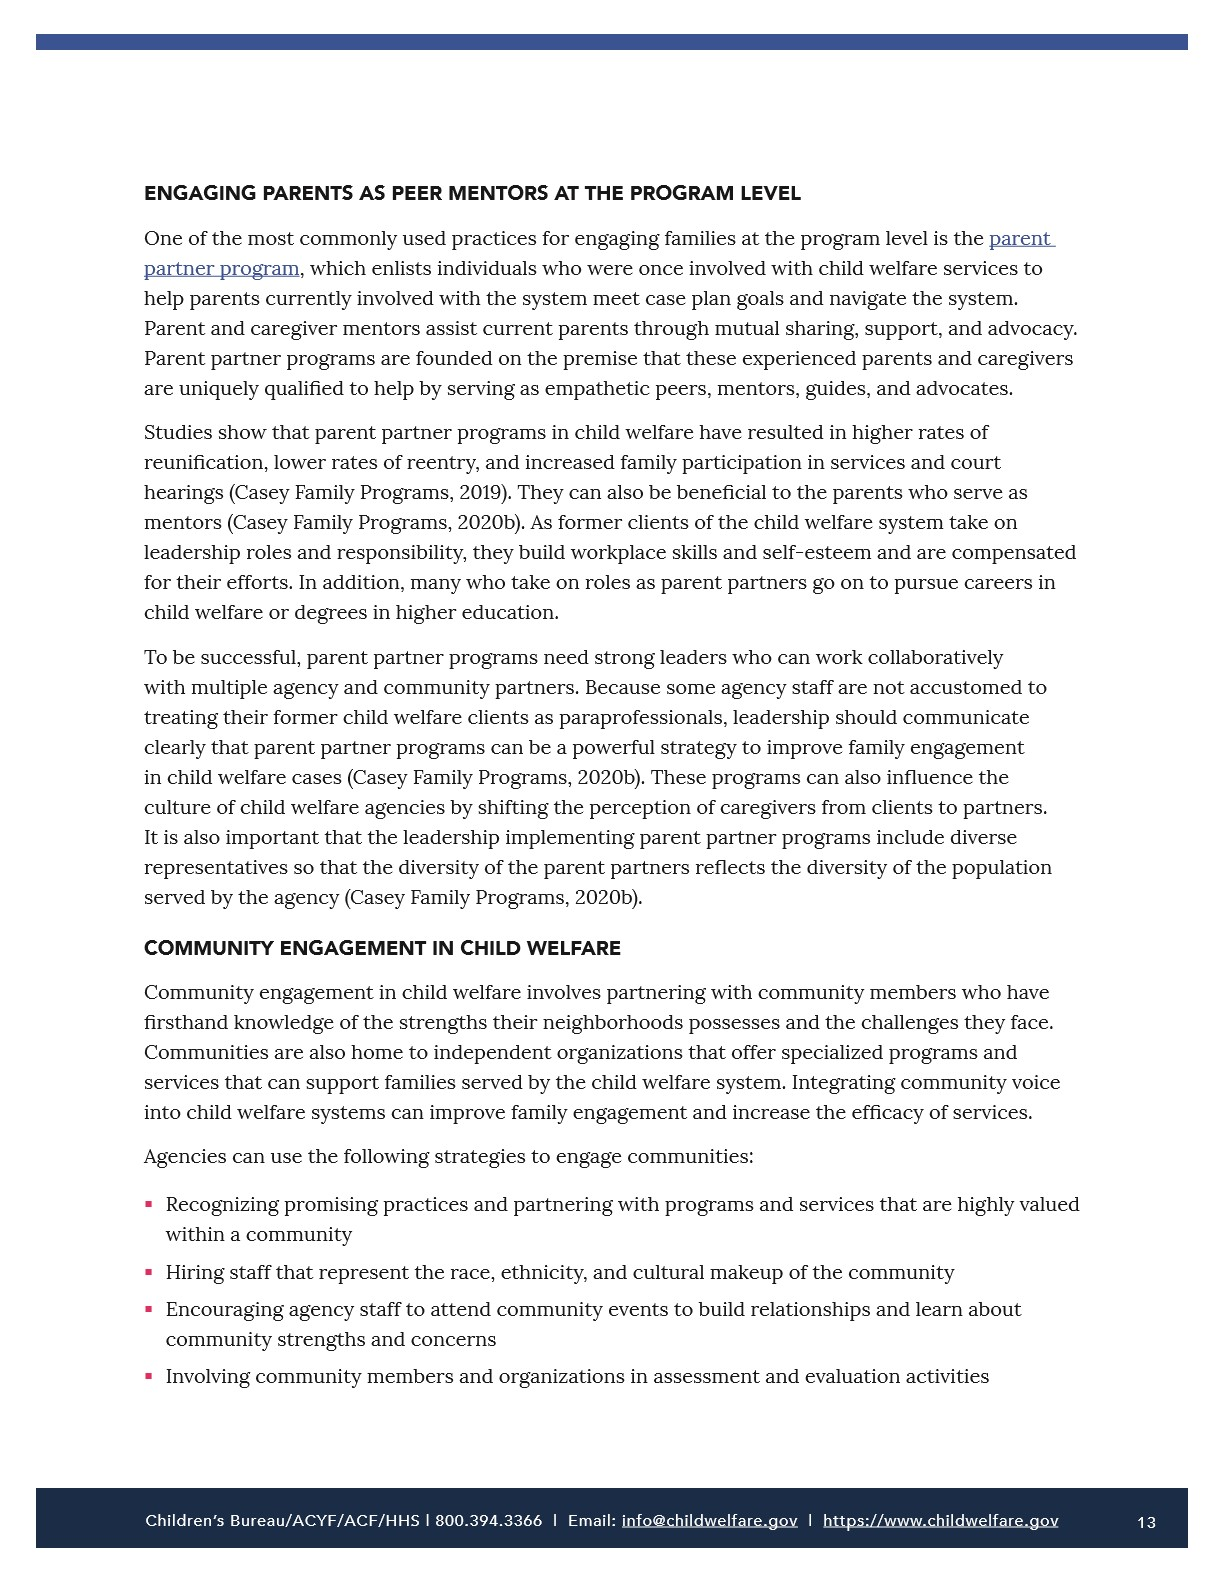 ENGAGING PARENTS AS PEER MENTORS AT THE PROGRAM LEVEL
One of the most commonly used practices for engaging families at the program level is the parent
partner program, which enlists individuals who were once involved with child welfare services to
help parents currently involved with the system meet case plan goals and navigate the system.
Parent and caregiver mentors assist current parents through mutual sharing, support, and advocacy.
Parent partner programs are founded on the premise that these experienced parents and caregivers
are uniquely qualified to help by serving as empathetic peers, mentors, guides, and advocates.
Studies show that parent partner programs in child welfare have resulted in higher rates of
reunification, lower rates of reentry, and increased family participation in services and court
hearings (Casey Family Programs, 2019). They can also be beneficial to the parents who serve as
mentors (Casey Family Programs, 2020b). As former clients of the child welfare system take on
leadership roles and responsibility, they build workplace skills and self-esteem and are compensated
for their efforts. In addition, many who take on roles as parent partners go on to pursue careers in
child welfare or degrees in higher education.
To be successful, parent partner programs need strong leaders who can work collaboratively
with multiple agency and community partners. Because some agency staff are not accustomed to
treating their former child welfare clients as paraprofessionals, leadership should communicate
clearly that parent partner programs can be a powerful strategy to improve family engagement
in child welfare cases (Casey Family Programs, 2020b). These programs can also influence the
culture of child welfare agencies by shifting the perception of caregivers from clients to partners.
It is also important that the leadership implementing parent partner programs include diverse
representatives so that the diversity of the parent partners reflects the diversity of the population
served by the agency (Casey Family Programs, 2020b).
COMMUNITY ENGAGEMENT IN CHILD WELFARE
Community engagement in child welfare involves partnering with community members who have
firsthand knowledge of the strengths their neighborhoods possesses and the challenges they face.
Communities are also home to independent organizations that offer specialized programs and
services that can support families served by the child welfare system. Integrating community voice
into child welfare systems can improve family engagement and increase the efficacy of services.
Agencies can use the following strategies to engage communities:
▪ Recognizing promising practices and partnering with programs and services that are highly valued
within a community
▪ Hiring staff that represent the race, ethnicity, and cultural makeup of the community
▪ Encouraging agency staff to attend community events to build relationships and learn about
community strengths and concerns
▪ Involving community members and organizations in assessment and evaluation activities
Children's Bureau/ACYF/ACF/HHS | 800.394.3366 | Email: info@childwelfare.gov | https://www.childwelfare.gov 13